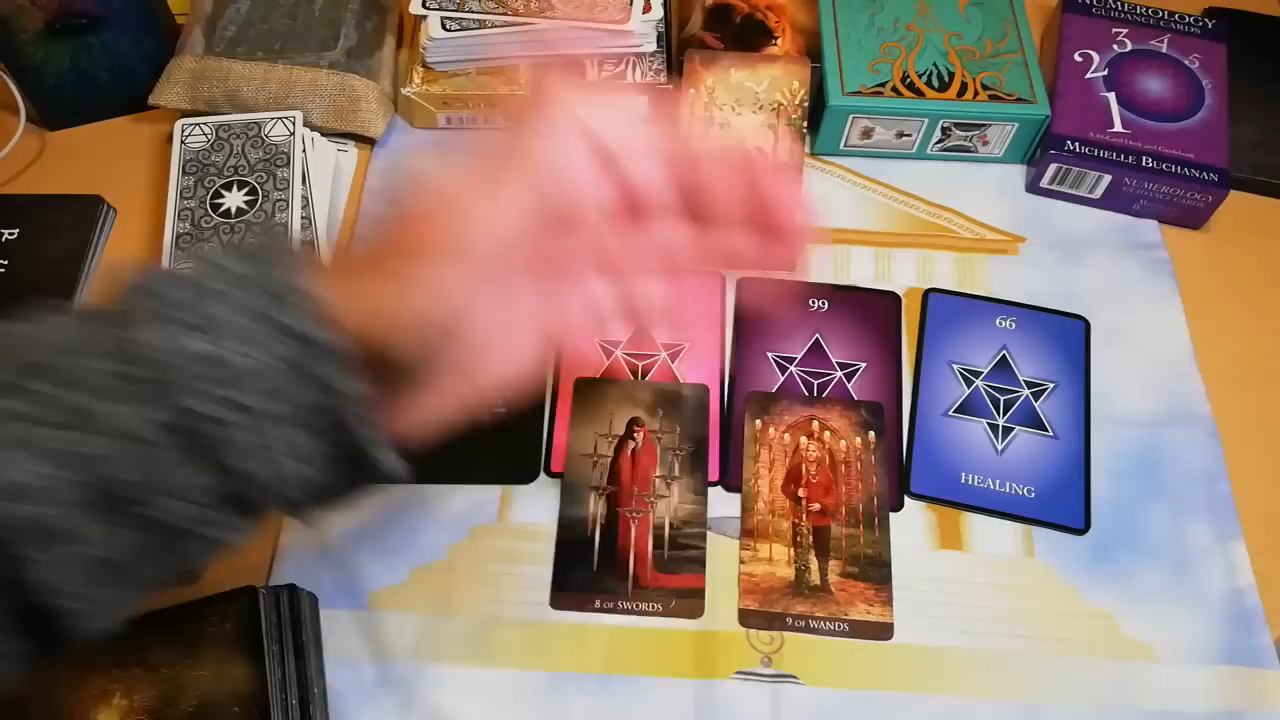 NUMEROLOGY
GUIDANCE CARDS
3 4 5
2
1
MICHELLE BUCHANAN
NUMEROLOGY
GUIDANCE CARDS
99
66
HEALING
8 OF SWORDS
9 OF WANDS